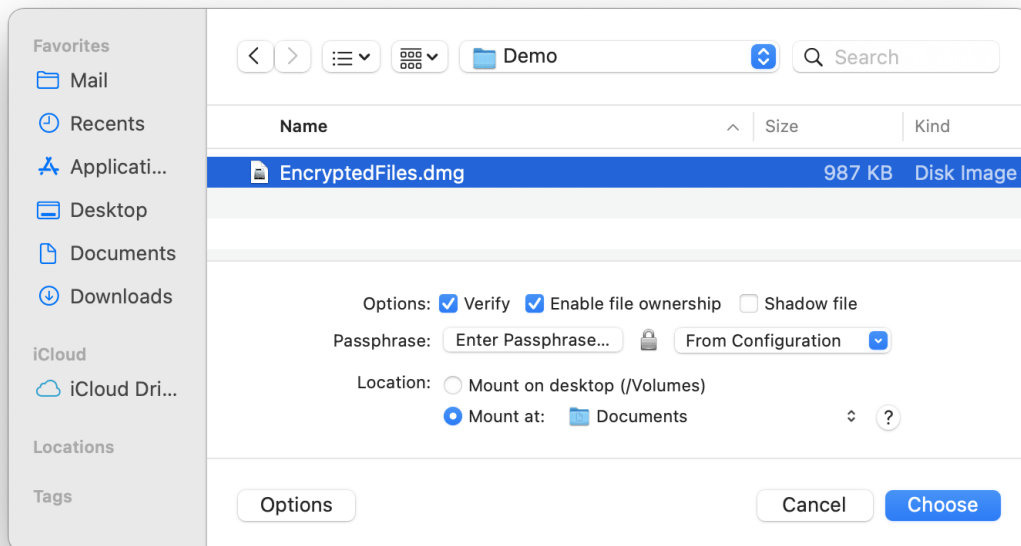 Favorites
Mail
Recents
Applicati...
Desktop
Documents
Downloads
iCloud
iCloud Dri...
Locations
Tags
Demo
Search
Name Size Kind
EncryptedFiles.dmg 987 KB Disk Image
Options: Verify Enable file ownership Shadow file
Passphrase: Enter Passphrase... From Configuration
Location: Mount on desktop (/Volumes)
Mount at: Documents ?
Options Cancel Choose